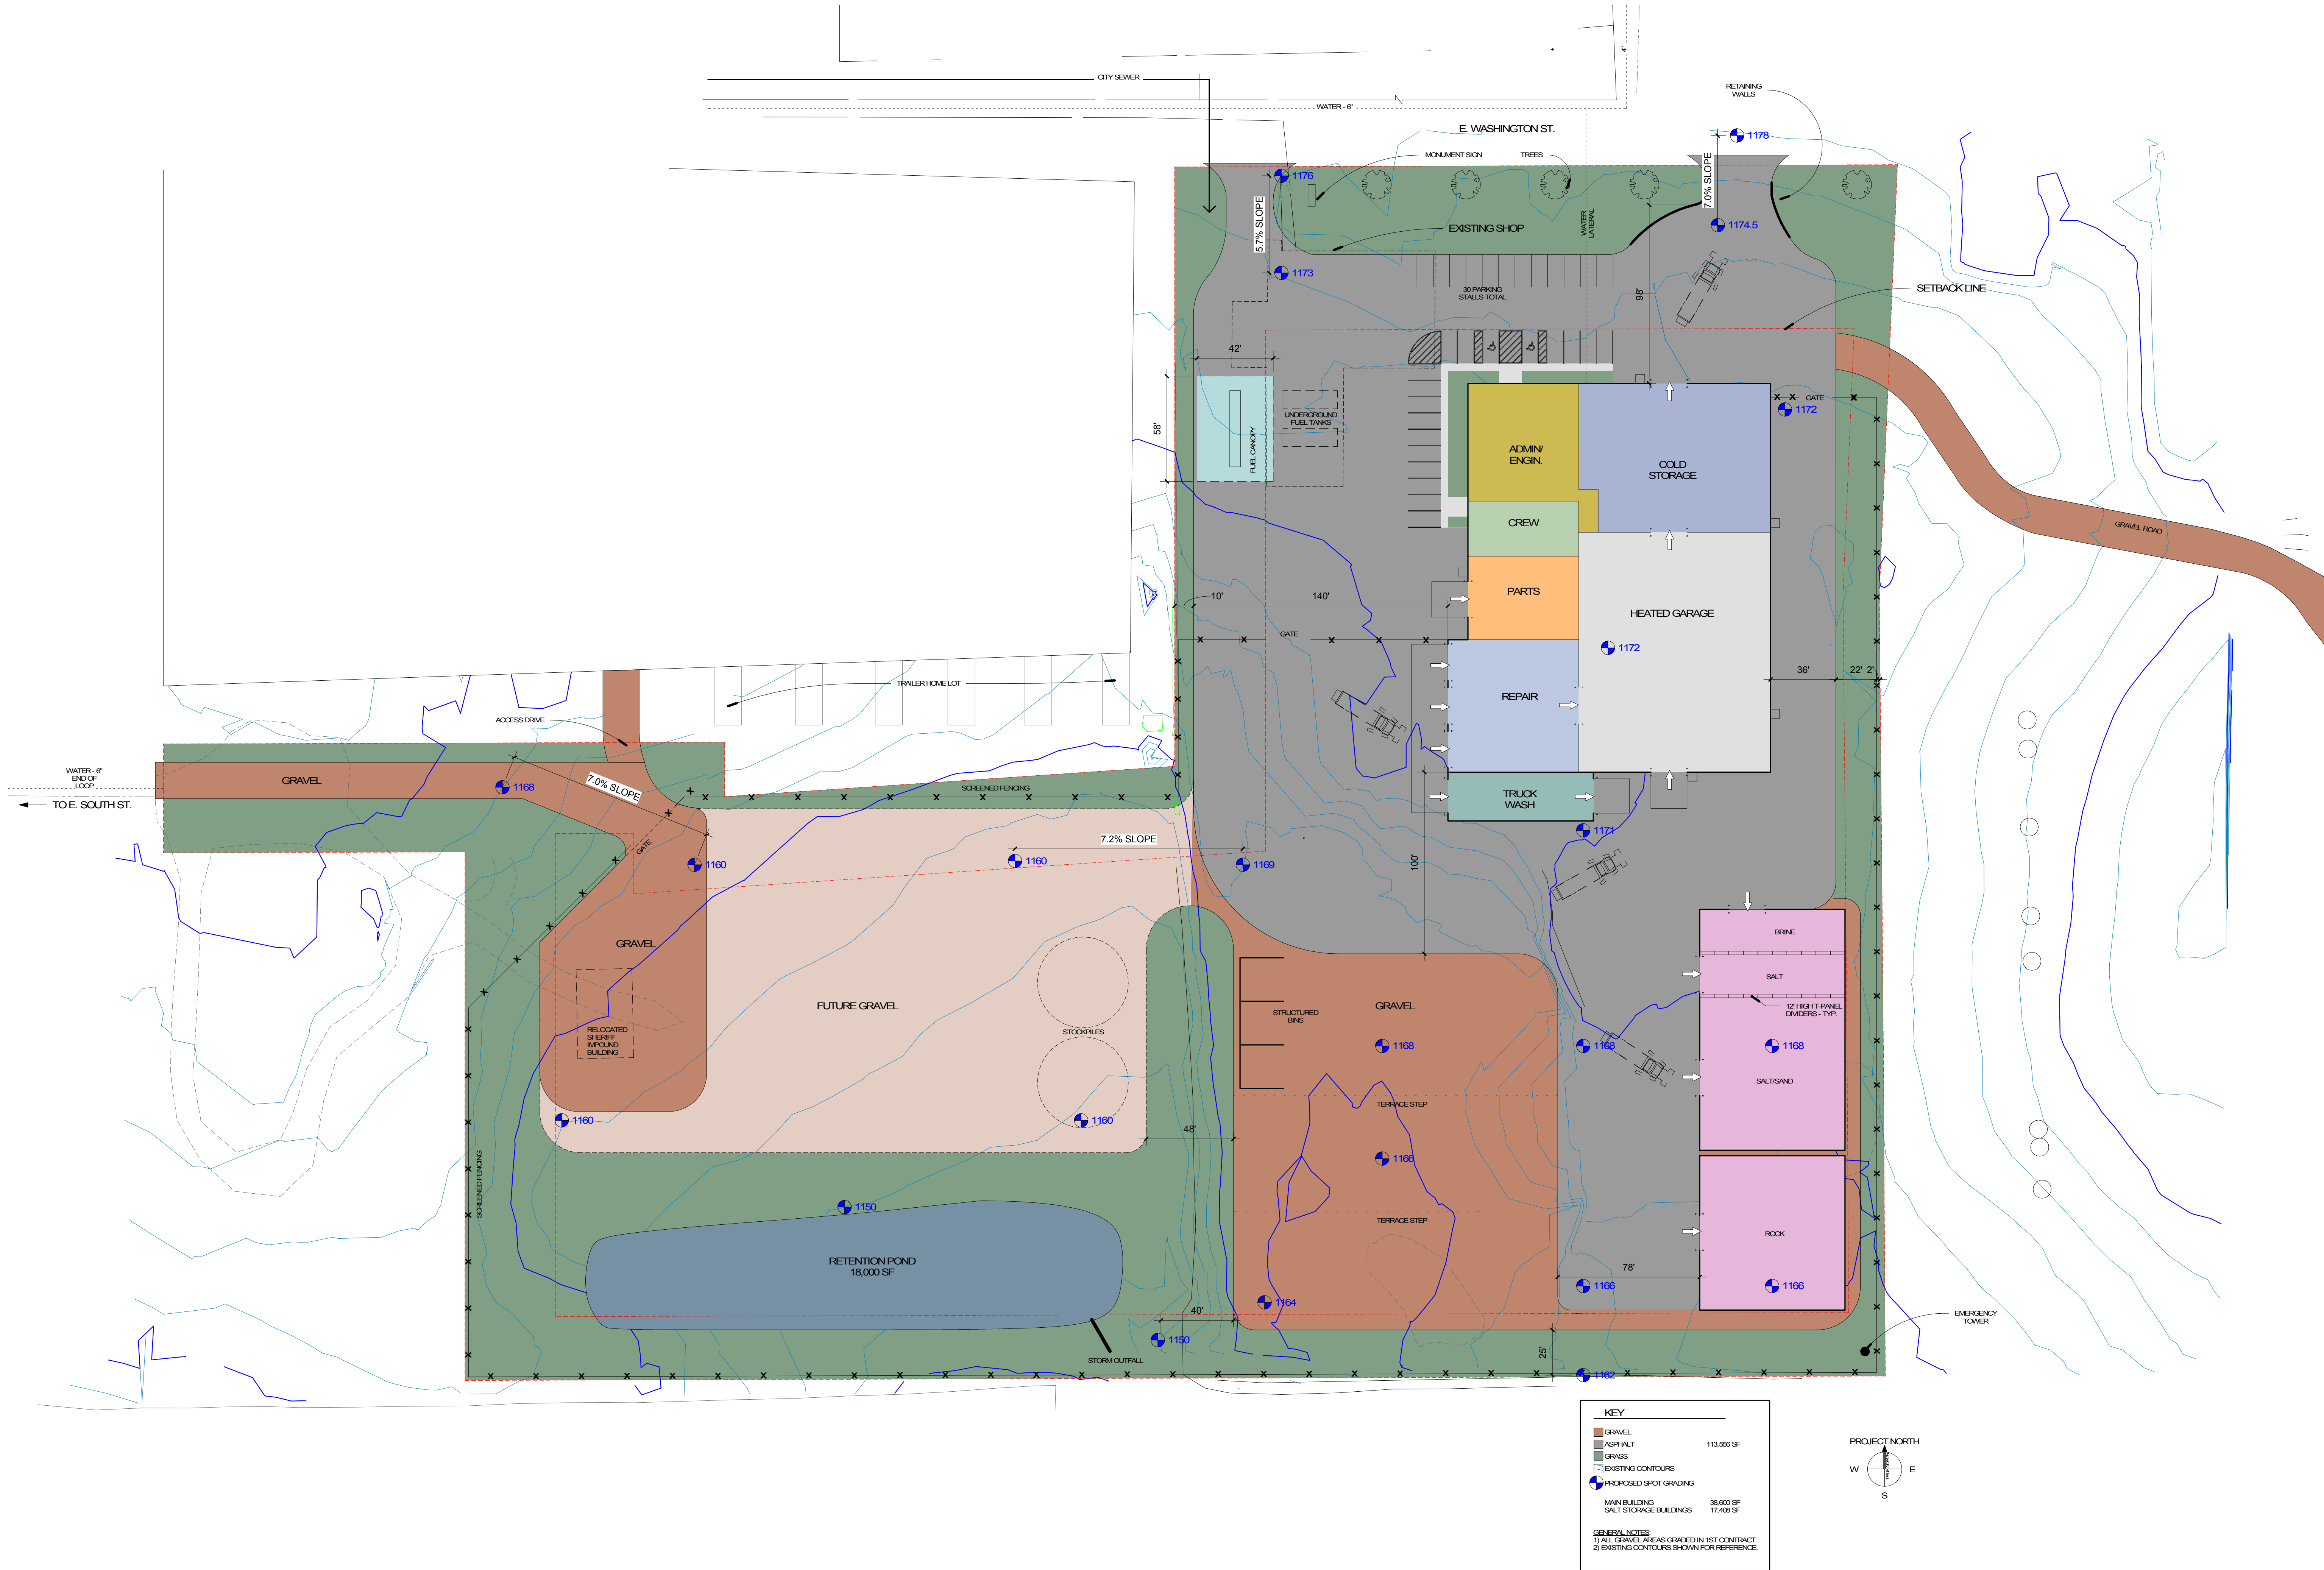 CITY SEWER
WATER - 6"
E. WASHINGTON ST.
RETAINING
WALLS
1178
MONUMENT SIGN
TREES
1176
7.0% SLOPE
5.7% SLOPE
EXISTING SHOP
WATER
LATERAL
1174.5
1173
30 PARKING
STALLS TOTAL
98'
SETBACK LINE
42'
58'
FUEL CANOPY
UNDERGROUND
FUEL TANKS
GATE
1172
ADMIN/
ENGIN.
COLD
STORAGE
CREW
GRAVEL ROAD
PARTS
10'
140'
HEATED GARAGE
GATE
1172
36'
22'
2'
REPAIR
TRAILER HOME LOT
ACCESS DRIVE
WATER - 6"
END OF
LOOP
TO E. SOUTH ST.
GRAVEL
1168
7.0% SLOPE
SCREENED FENCING
TRUCK
WASH
1171
7.2% SLOPE
GATE
1160
1160
1169
100'
GRAVEL
BRINE
SALT
12' HIGH T-PANEL
DIVIDERS - TYP.
FUTURE GRAVEL
STOCKPILES
STRUCTURED
BINS
GRAVEL
RELOCATED
SHERIFF
IMPOUND
BUILDING
1168
1168
1168
SALT/SAND
TERRACE STEP
1160
1160
48'
1166
SCREENED FENCING
1150
TERRACE STEP
ROCK
RETENTION POND
18,000 SF
78'
1166
1166
1164
40'
1150
EMERGENCY
TOWER
STORM OUTFALL
25'
1162
KEY
GRAVEL
ASPHALT 113,556 SF
GRASS
EXISTING CONTOURS
PROPOSED SPOT GRADING
MAIN BUILDING 38,600 SF
SALT STORAGE BUILDINGS 17,408 SF
GENERAL NOTES:
1) ALL GRAVEL AREAS GRADED IN 1ST CONTRACT.
2) EXISTING CONTOURS SHOWN FOR REFERENCE.
PROJECT NORTH
TRUE NORTH
W
E
S